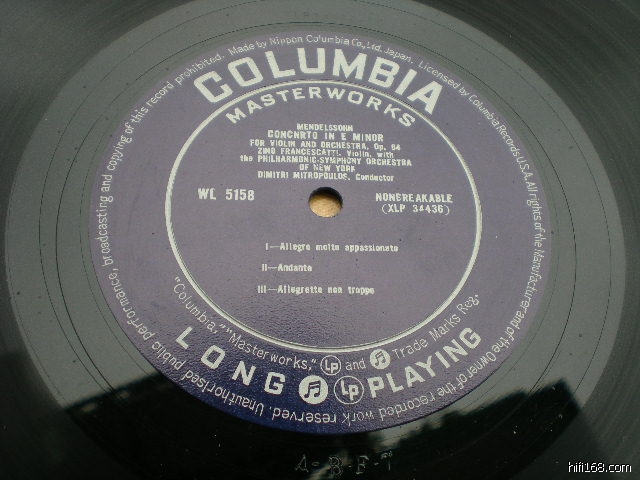 Unauthorised public performance, broadcasting and copying of this record prohibited. Made by Nippon Columbia Co., Ltd. Japan. Licensed by Columbia Records U.S.A. All rights of the Manufacturer and of the Owner of the recorded work reserved.
COLUMBIA
MASTERWORKS
MENDELSSOHN
CONCNRTO IN E MINOR
FOR VIOLIN AND ORCHESTRA, Op. 64
ZINO FRANCESCATTI, Violin, with
the PHILHARMONIC-SYMPHONY ORCHESTRA
OF NEW YORK
DIMITRI MITROPOULOS, Conductor
WL 5158
NONBREAKABLE
(XLP 34436)
I—Allegro molto appassionato
II—Andante
III—Allegretto non troppo
"Columbia," "Masterworks," LP and Trade Marks Reg.
LONG LP PLAYING
A-B-E-7
hifi168.com